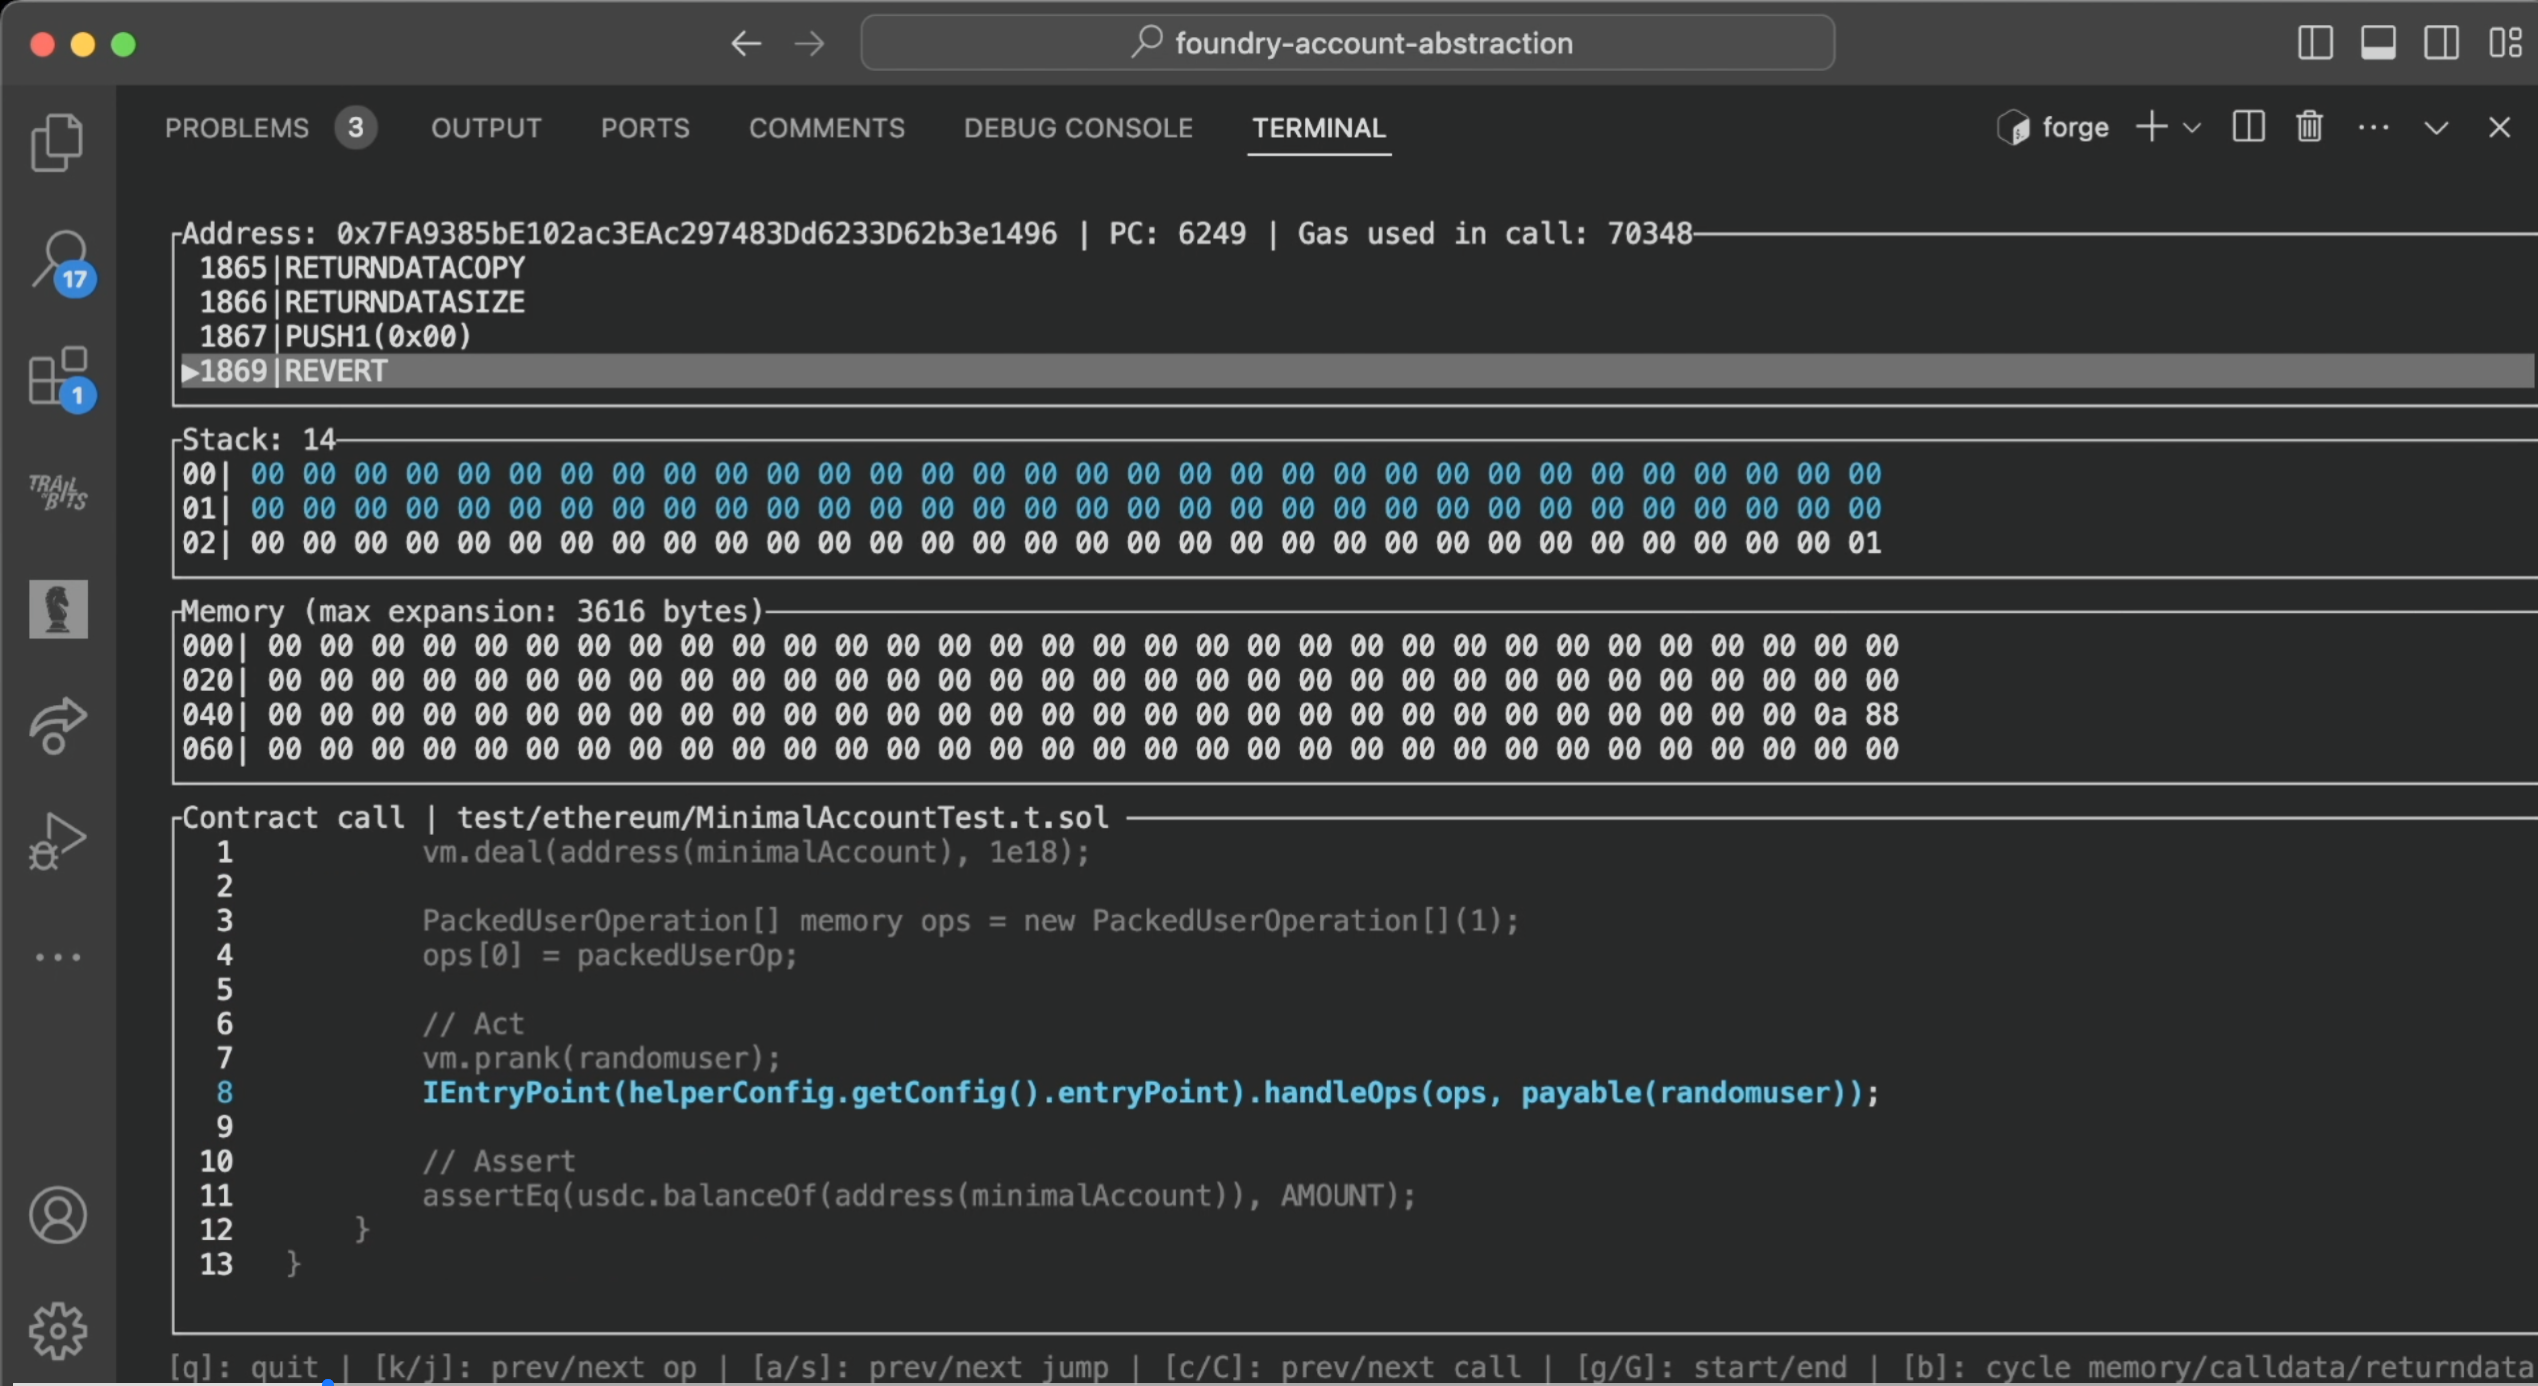 foundry-account-abstraction
PROBLEMS 3 OUTPUT PORTS COMMENTS DEBUG CONSOLE TERMINAL forge
17
1
TRAIL OF BITS
Address: 0x7FA9385bE102ac3EAc297483Dd6233D62b3e1496 | PC: 6249 | Gas used in call: 70348
1865|RETURNDATACOPY
1866|RETURNDATASIZE
1867|PUSH1(0x00)
▶1869|REVERT
Stack: 14
00| 00 00 00 00 00 00 00 00 00 00 00 00 00 00 00 00 00 00 00 00 00 00 00 00 00 00 00 00 00 00 00 00
01| 00 00 00 00 00 00 00 00 00 00 00 00 00 00 00 00 00 00 00 00 00 00 00 00 00 00 00 00 00 00 00 00
02| 00 00 00 00 00 00 00 00 00 00 00 00 00 00 00 00 00 00 00 00 00 00 00 00 00 00 00 00 00 00 00 01
Memory (max expansion: 3616 bytes)
000| 00 00 00 00 00 00 00 00 00 00 00 00 00 00 00 00 00 00 00 00 00 00 00 00 00 00 00 00 00 00 00 00
020| 00 00 00 00 00 00 00 00 00 00 00 00 00 00 00 00 00 00 00 00 00 00 00 00 00 00 00 00 00 00 00 00
040| 00 00 00 00 00 00 00 00 00 00 00 00 00 00 00 00 00 00 00 00 00 00 00 00 00 00 00 00 00 00 0a 88
060| 00 00 00 00 00 00 00 00 00 00 00 00 00 00 00 00 00 00 00 00 00 00 00 00 00 00 00 00 00 00 00 00
Contract call | test/ethereum/MinimalAccountTest.t.sol
1 vm.deal(address(minimalAccount), 1e18);
2
3 PackedUserOperation[] memory ops = new PackedUserOperation[](1);
4 ops[0] = packedUserOp;
5
6 // Act
7 vm.prank(randomuser);
8 IEntryPoint(helperConfig.getConfig().entryPoint).handleOps(ops, payable(randomuser));
9
10 // Assert
11 assertEq(usdc.balanceOf(address(minimalAccount)), AMOUNT);
12 }
13 }
[q]: quit | [k/j]: prev/next op | [a/s]: prev/next jump | [c/C]: prev/next call | [g/G]: start/end | [b]: cycle memory/calldata/returndata